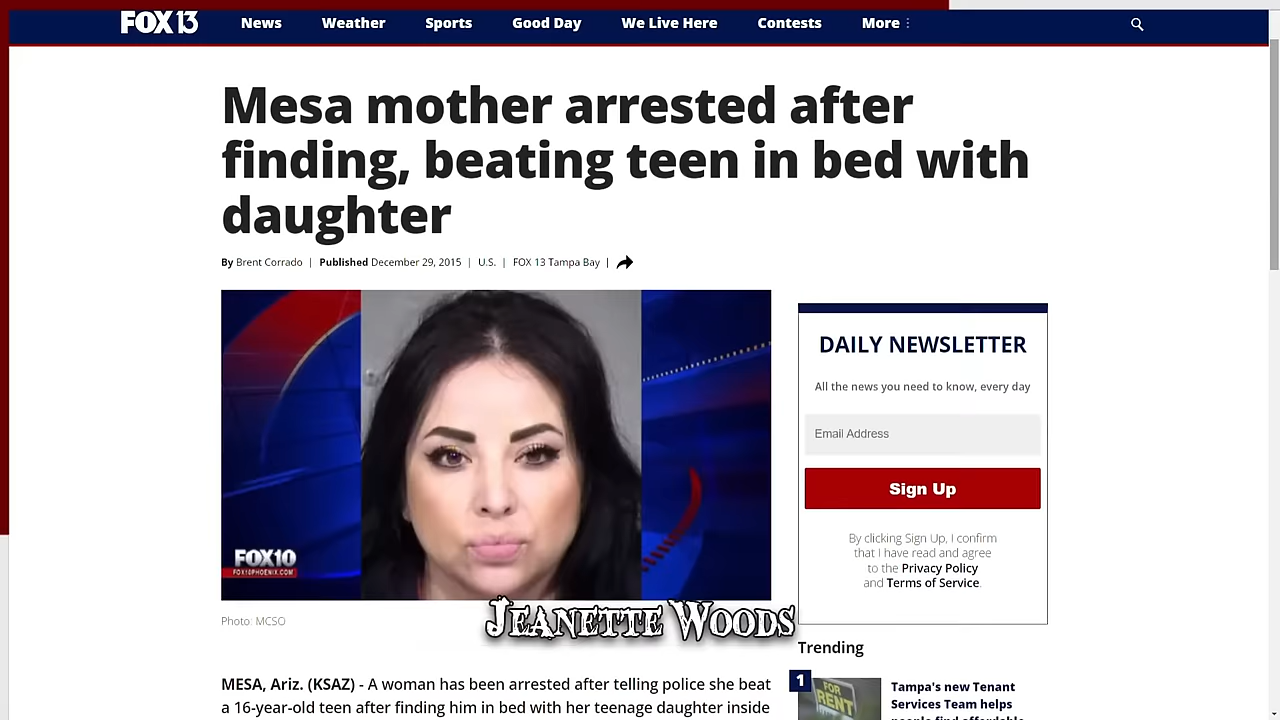 FOX 13 News Weather Sports Good Day We Live Here Contests More
Mesa mother arrested after
finding, beating teen in bed with
daughter
By Brent Corrado | Published December 29, 2015 | U.S. | FOX 13 Tampa Bay |
FOX10
FOX10PHOENIX.COM
Photo: MCSO
Jeanette Woods
MESA, Ariz. (KSAZ) - A woman has been arrested after telling police she beat
a 16-year-old teen after finding him in bed with her teenage daughter inside
DAILY NEWSLETTER
All the news you need to know, every day
Email Address
Sign Up
By clicking Sign Up, I confirm
that I have read and agree
to the Privacy Policy
and Terms of Service.
Trending
1
FOR
RENT
Tampa's new Tenant
Services Team helps
people find affordable